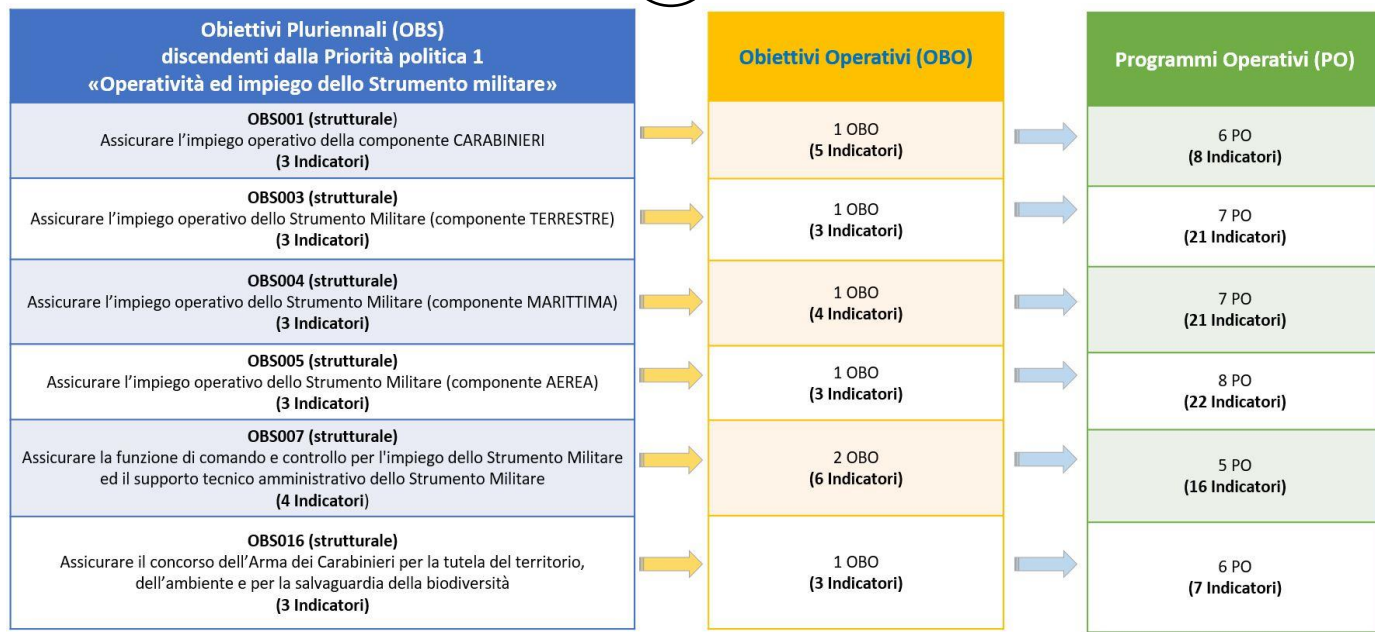 Obiettivi Pluriennali (OBS)
discendenti dalla Priorità politica 1
«Operatività ed impiego dello Strumento militare»
Obiettivi Operativi (OBO)
Programmi Operativi (PO)
OBS001 (strutturale)
Assicurare l’impiego operativo della componente CARABINIERI
(3 Indicatori)
1 OBO
(5 Indicatori)
6 PO
(8 Indicatori)
OBS003 (strutturale)
Assicurare l’impiego operativo dello Strumento Militare (componente TERRESTRE)
(3 Indicatori)
1 OBO
(3 Indicatori)
7 PO
(21 Indicatori)
OBS004 (strutturale)
Assicurare l’impiego operativo dello Strumento Militare (componente MARITTIMA)
(3 Indicatori)
1 OBO
(4 Indicatori)
7 PO
(21 Indicatori)
OBS005 (strutturale)
Assicurare l’impiego operativo dello Strumento Militare (componente AEREA)
(3 Indicatori)
1 OBO
(3 Indicatori)
8 PO
(22 Indicatori)
OBS007 (strutturale)
Assicurare la funzione di comando e controllo per l'impiego dello Strumento Militare
ed il supporto tecnico amministrativo dello Strumento Militare
(4 Indicatori)
2 OBO
(6 Indicatori)
5 PO
(16 Indicatori)
OBS016 (strutturale)
Assicurare il concorso dell’Arma dei Carabinieri per la tutela del territorio,
dell’ambiente e per la salvaguardia della biodiversità
(3 Indicatori)
1 OBO
(3 Indicatori)
6 PO
(7 Indicatori)